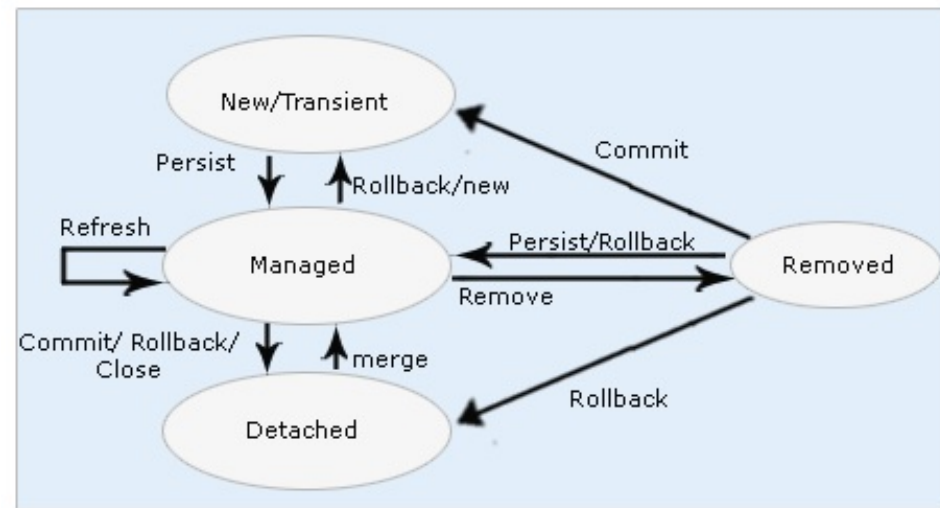 New/Transient
Commit
Persist
Rollback/new
Refresh
Persist/Rollback
Managed
Removed
Remove
Commit/ Rollback/
Close
merge
Rollback
Detached